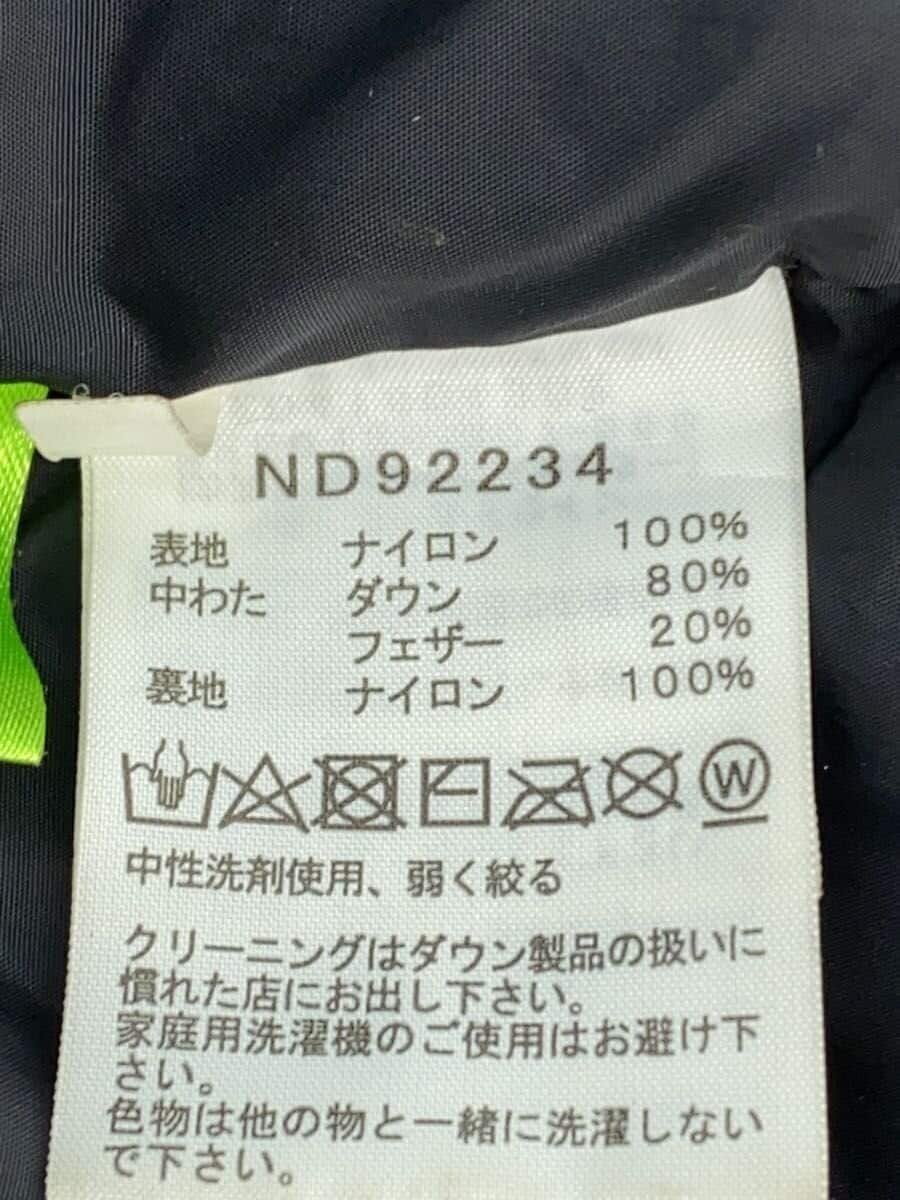 ND92234
表地 ナイロン 100%
中わた ダウン 80%
フェザー 20%
裏地 ナイロン 100%
W
中性洗剤使用、弱く絞る
クリーニングはダウン製品の扱いに
慣れた店にお出し下さい。
家庭用洗濯機のご使用はお避け下
さい。
色物は他の物と一緒に洗濯しない
で下さい。